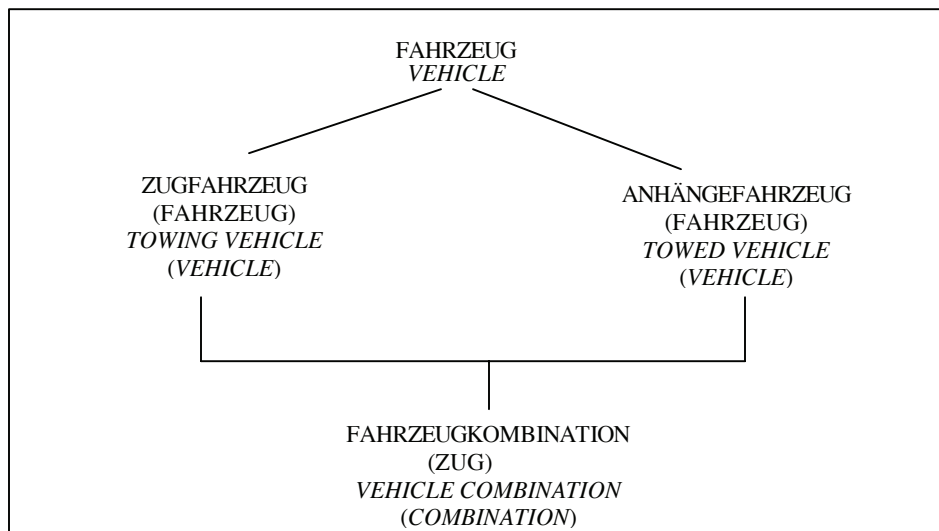 FAHRZEUG
VEHICLE
ZUGFAHRZEUG
(FAHRZEUG)
TOWING VEHICLE
(VEHICLE)
ANHÄNGEFAHRZEUG
(FAHRZEUG)
TOWED VEHICLE
(VEHICLE)
FAHRZEUGKOMBINATION
(ZUG)
VEHICLE COMBINATION
(COMBINATION)